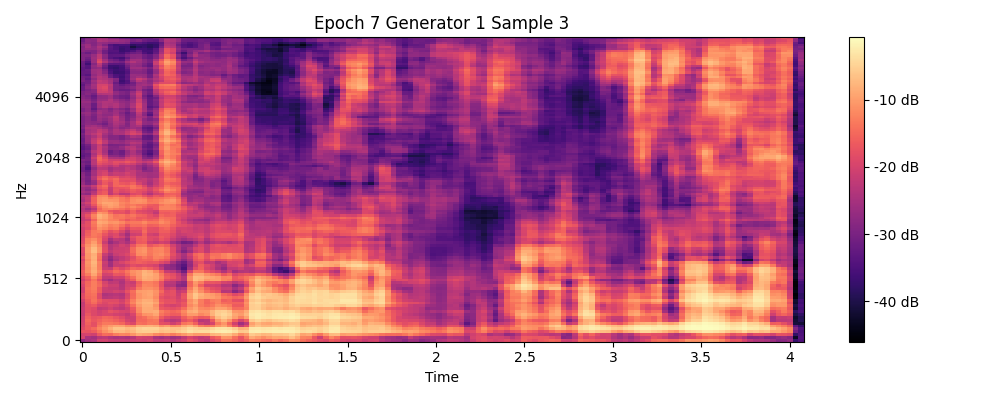 Epoch 7 Generator 1 Sample 3
Hz
4096
2048
1024
512
0
0 0.5 1 1.5 2 2.5 3 3.5 4
Time
-10 dB
-20 dB
-30 dB
-40 dB